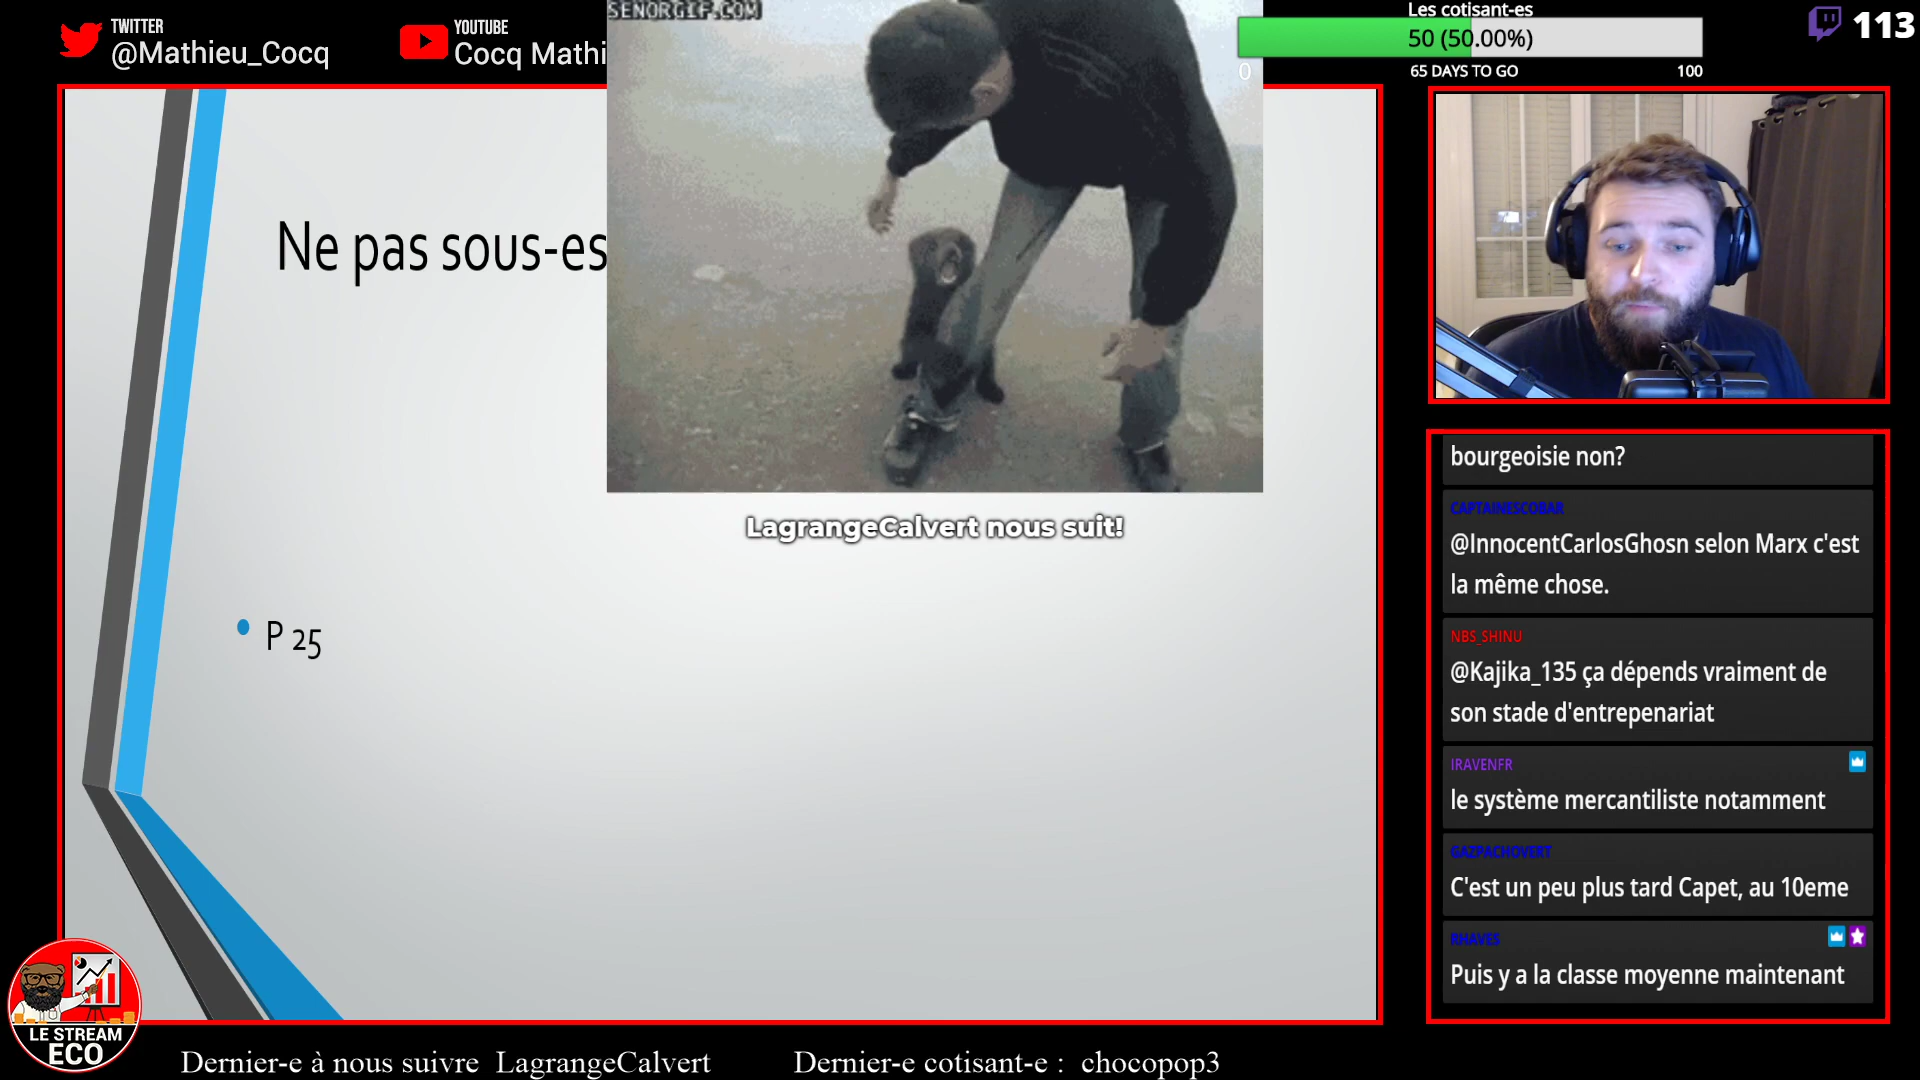 TWITTER
@Mathieu_Cocq
YOUTUBE
Cocq Mathi
SENORGIF.COM
Les cotisant-es
50 (50.00%)
0
65 DAYS TO GO
100
113
Ne pas sous-es
LagrangeCalvert nous suit!
P 25
bourgeoisie non?
CAPTAINESCOBAR
@InnocentCarlosGhosn selon Marx c'est
la même chose.
NBS_SHINU
@Kajika_135 ça dépends vraiment de
son stade d'entrepenariat
IRAVENFR
le système mercantiliste notamment
GAZPACHOVERT
C'est un peu plus tard Capet, au 10eme
RHAVES
Puis y a la classe moyenne maintenant
LE STREAM
ECO
Dernier-e à nous suivre LagrangeCalvert
Dernier-e cotisant-e : chocopop3